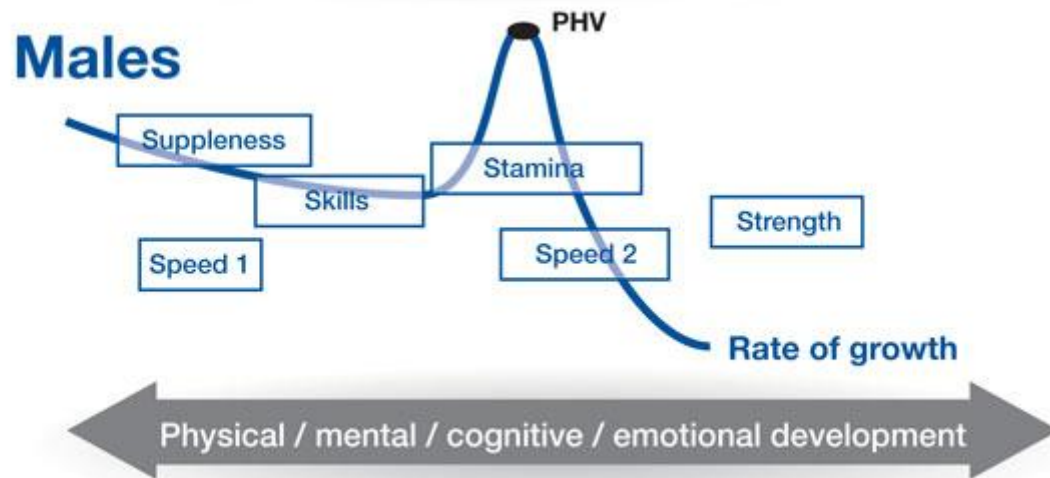 PHV
Males
Suppleness
Stamina
Skills
Strength
Speed 2
Speed 1
Rate of growth
Physical / mental / cognitive / emotional development